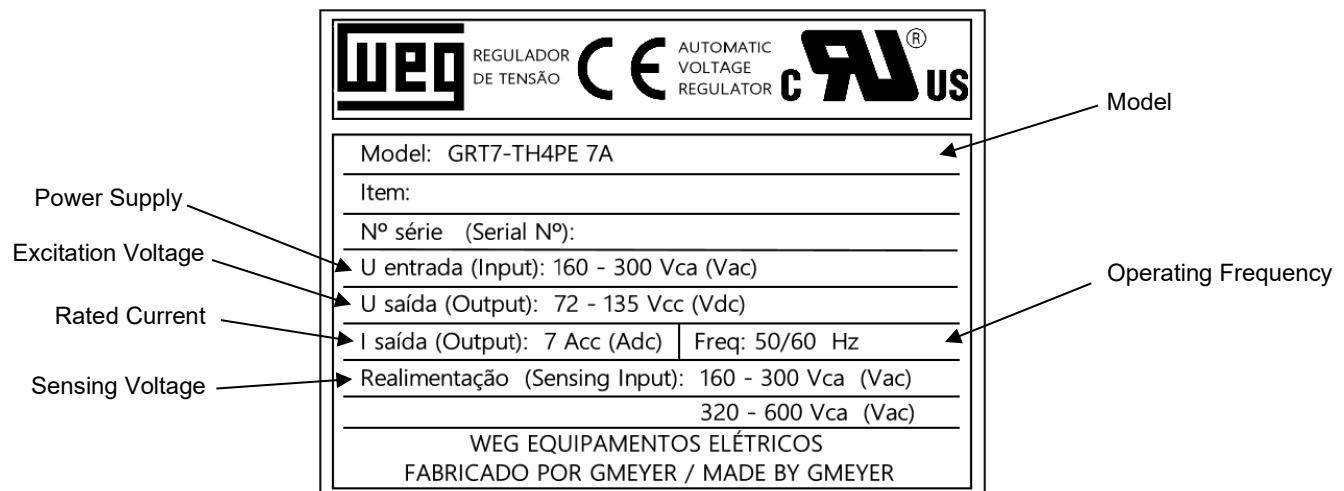 weg
REGULADOR
DE TENSÃO
CE
AUTOMATIC
VOLTAGE
REGULATOR
C RU ® US
Model
Model: GRT7-TH4PE 7A
Item:
Power Supply
Nº série (Serial Nº):
Excitation Voltage
U entrada (Input): 160 - 300 Vca (Vac)
Operating Frequency
U saída (Output): 72 - 135 Vcc (Vdc)
Rated Current
I saída (Output): 7 Acc (Adc)
Freq: 50/60 Hz
Sensing Voltage
Realimentação (Sensing Input): 160 - 300 Vca (Vac)
320 - 600 Vca (Vac)
WEG EQUIPAMENTOS ELÉTRICOS
FABRICADO POR GMEYER / MADE BY GMEYER